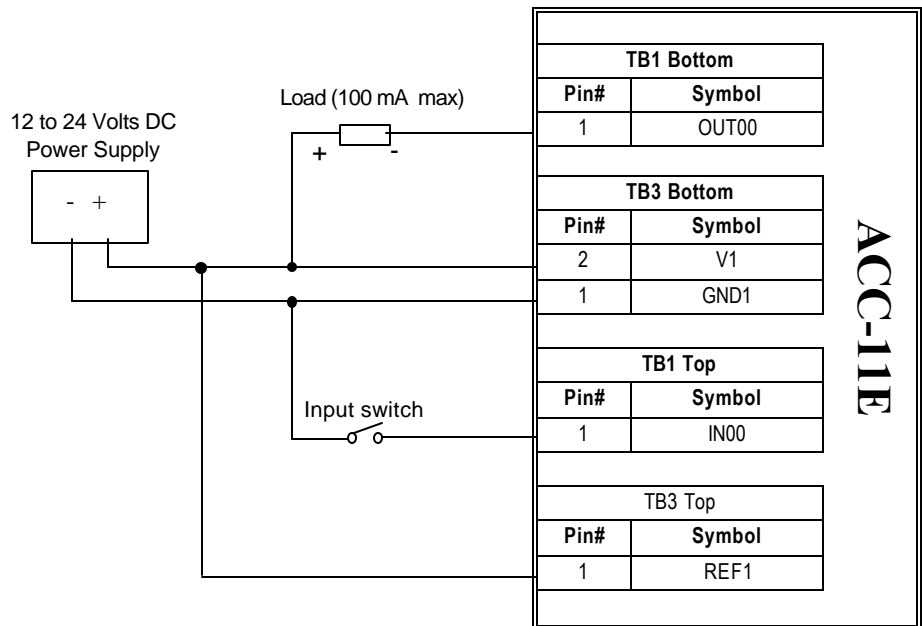 12 to 24 Volts DC
Power Supply
- +
Load (100 mA max)
+ -
Input switch
TB1 Bottom
Pin# Symbol
1 OUT00
TB3 Bottom
Pin# Symbol
2 V1
1 GND1
TB1 Top
Pin# Symbol
1 IN00
TB3 Top
Pin# Symbol
1 REF1
ACC-11E